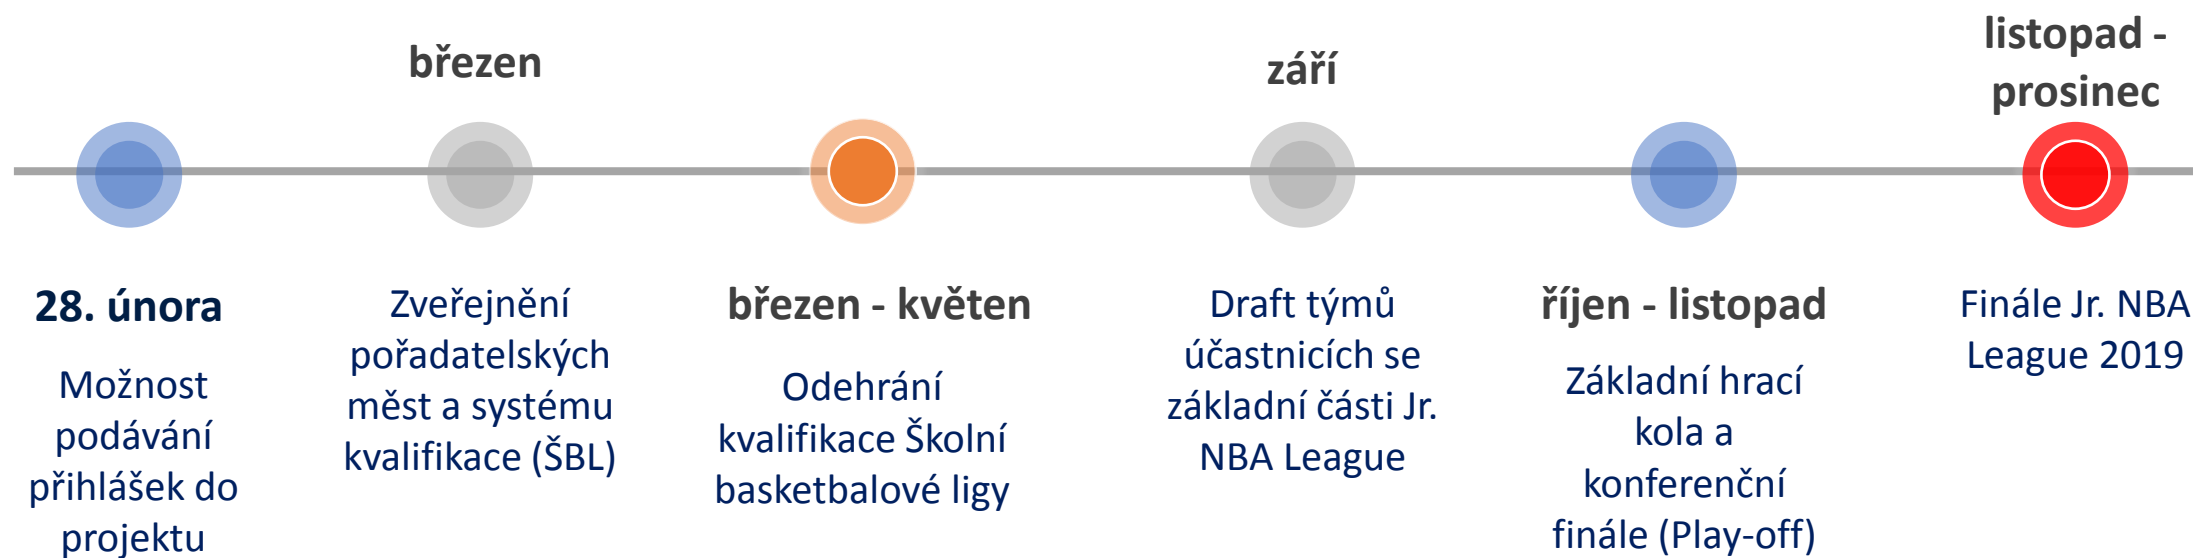 28. února
Možnost
podávání
přihlášek do
projektu
březen
Zveřejnění
pořadatelských
měst a systému
kvalifikace (ŠBL)
březen - květen
Odehrání
kvalifikace Školní
basketbalové ligy
září
Draft týmů
účastnicích se
základní části Jr.
NBA League
říjen - listopad
Základní hrací
kola a
konferenční
finále (Play-off)
listopad -
prosinec
Finále Jr. NBA
League 2019